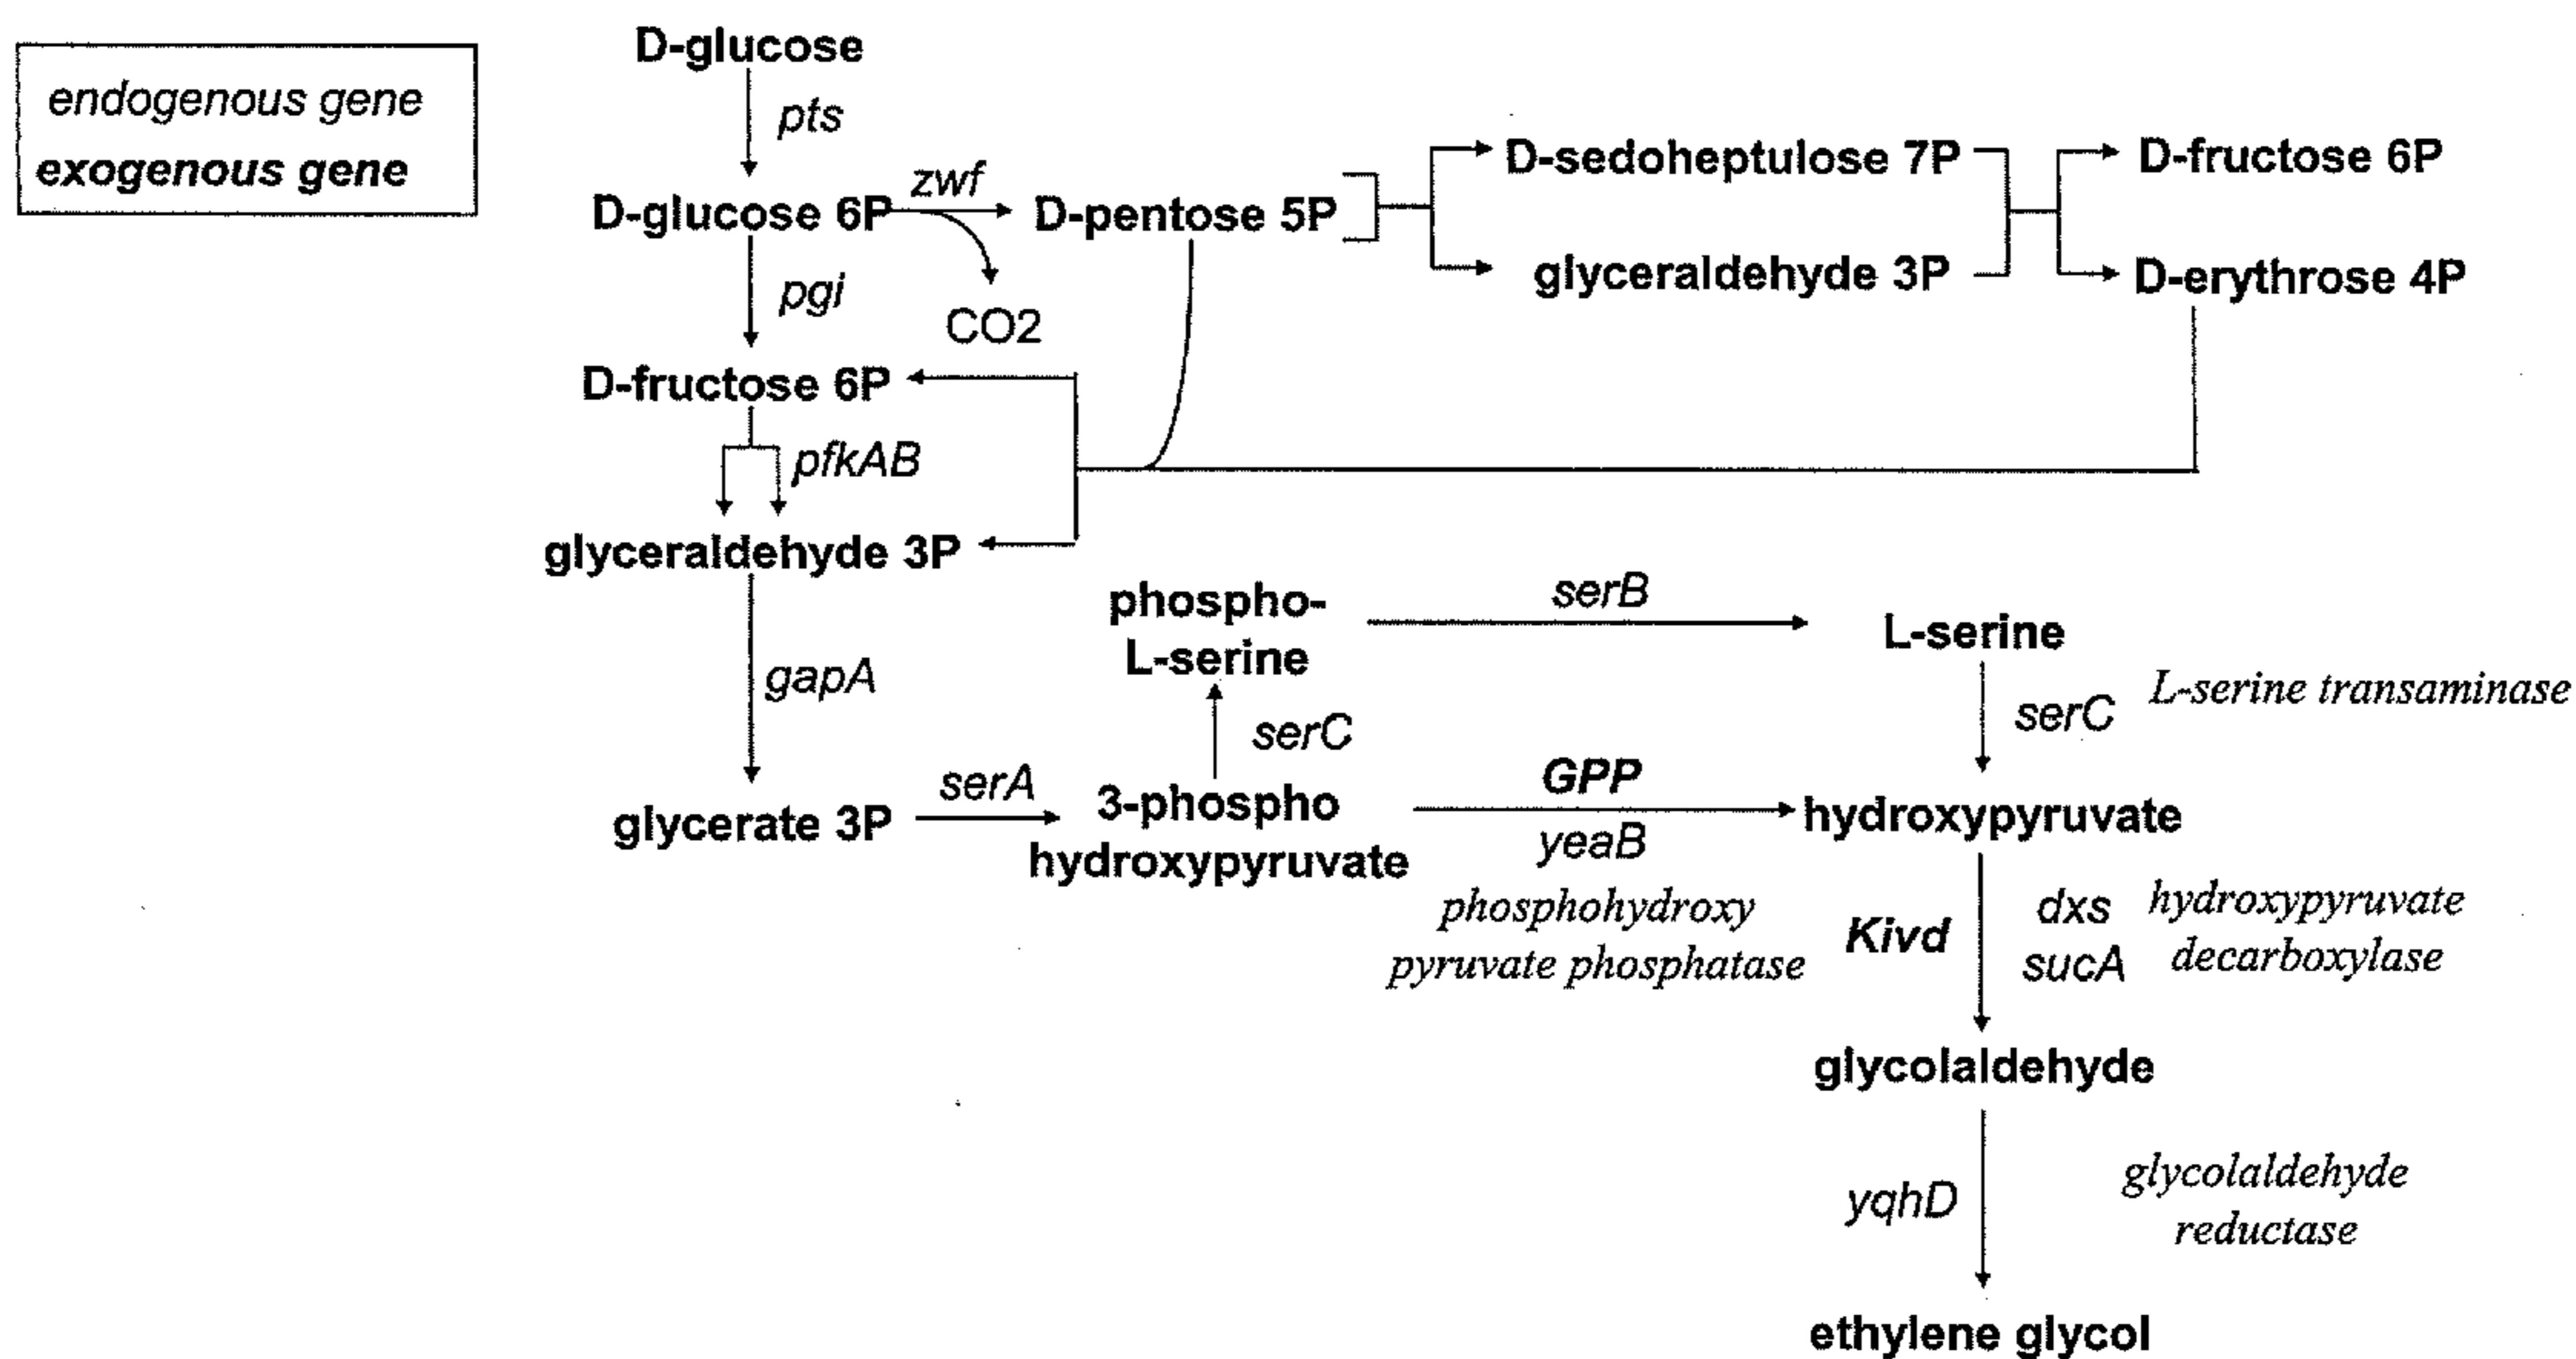 D-glucose
endogenous gene
exogenous gene
pts
D-glucose 6P
zwf
D-pentose 5P
D-sedoheptulose 7P
D-fructose 6P
glyceraldehyde 3P
D-erythrose 4P
pgi
CO2
D-fructose 6P
pfkAB
glyceraldehyde 3P
phospho-
L-serine
serB
L-serine
gapA
serC
serC
L-serine transaminase
glycerate 3P
serA
3-phospho
hydroxypyruvate
GPP
yeaB
phosphohydroxy
pyruvate phosphatase
hydroxypyruvate
Kivd
dxs
sucA
hydroxypyruvate
decarboxylase
glycolaldehyde
yqhD
glycolaldehyde
reductase
ethylene glycol